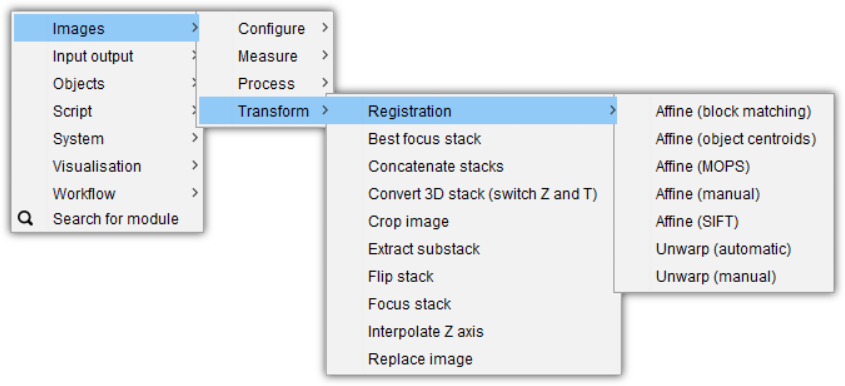 Images
Input output
Objects
Script
System
Visualisation
Workflow
Search for module
Configure
Measure
Process
Transform
Registration
Best focus stack
Concatenate stacks
Convert 3D stack (switch Z and T)
Crop image
Extract substack
Flip stack
Focus stack
Interpolate Z axis
Replace image
Affine (block matching)
Affine (object centroids)
Affine (MOPS)
Affine (manual)
Affine (SIFT)
Unwarp (automatic)
Unwarp (manual)